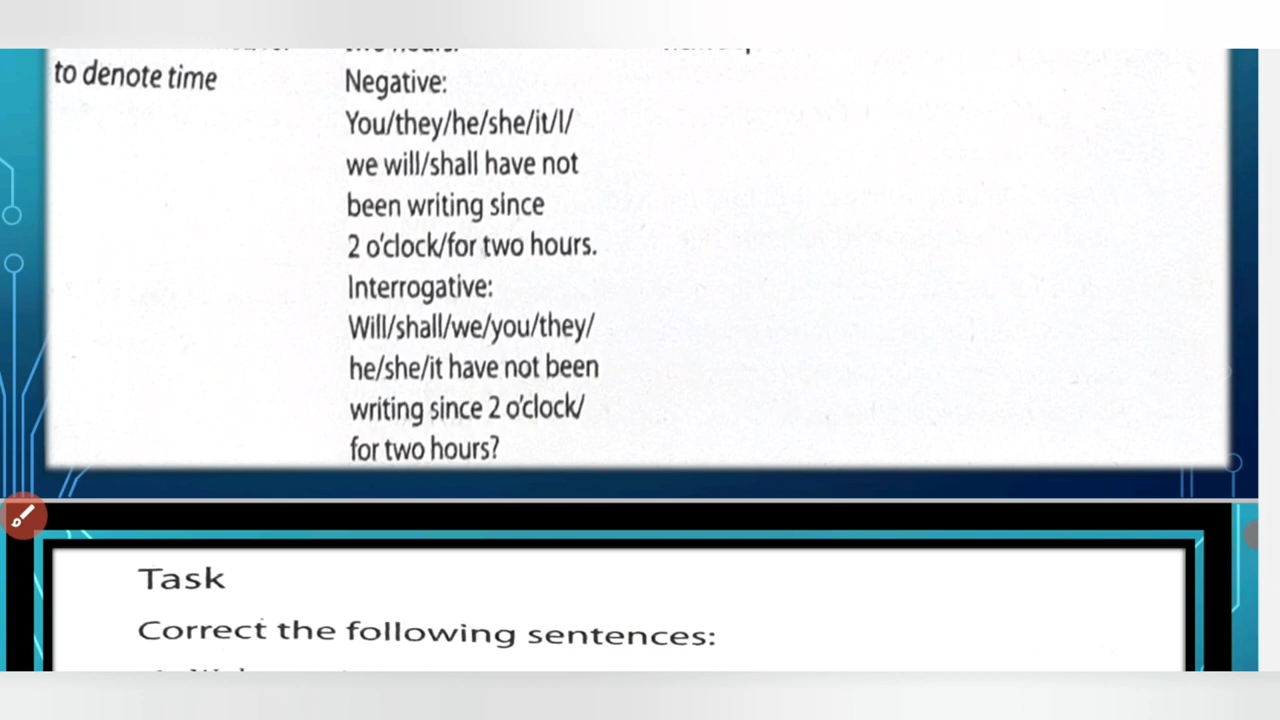 to denote time
Negative:
You/they/he/she/it/I/
we will/shall have not
been writing since
2 o'clock/for two hours.
Interrogative:
Will/shall/we/you/they/
he/she/it have not been
writing since 2 o'clock/
for two hours?
Task
Correct the following sentences: